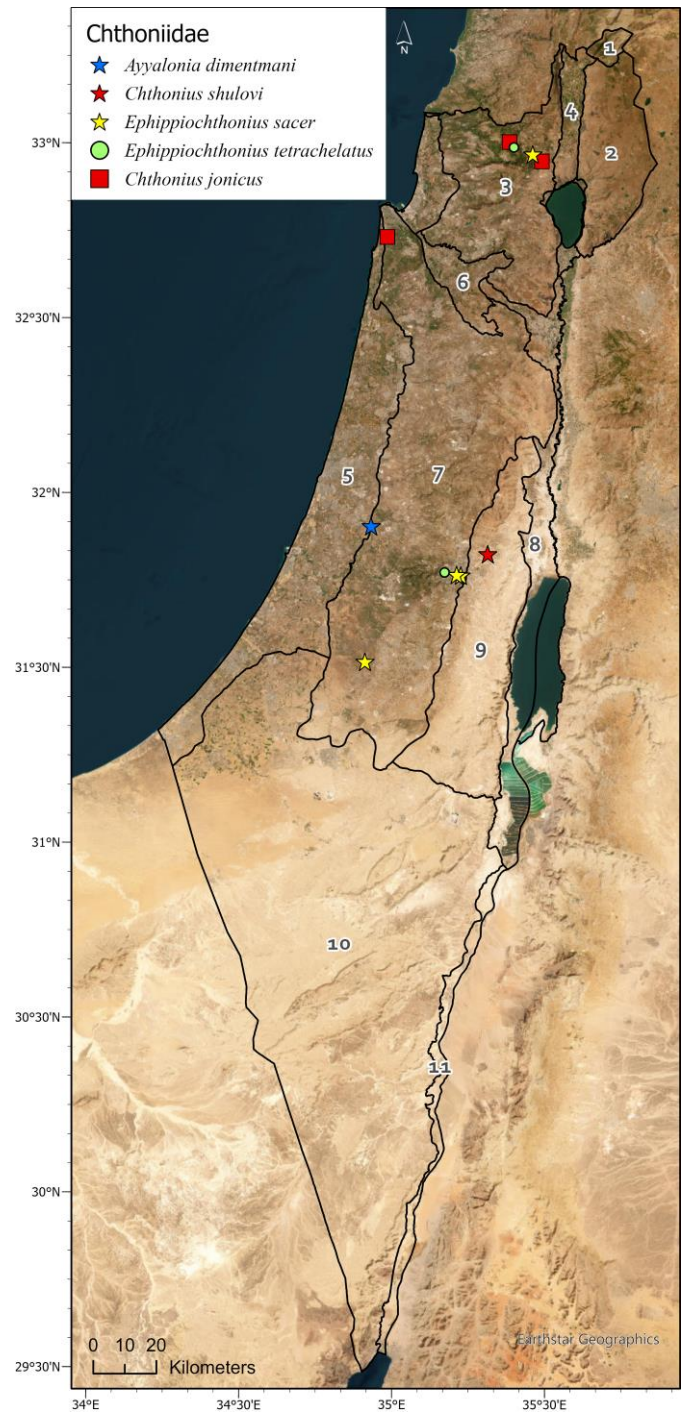 Chthoniidae
Ayyalonia dimentmani
Chthonius shulovi
Ephippiochthonius sacer
Ephippiochthonius tetrachelatus
Chthonius jonicus
N
1
4
2
33°N
3
6
32°30'N
5
7
32°N
8
9
31°30'N
31°N
10
30°30'N
11
30°N
Earthstar Geographics
0 10 20
Kilometers
29°30'N
34°E 34°30'E 35°E 35°30'E